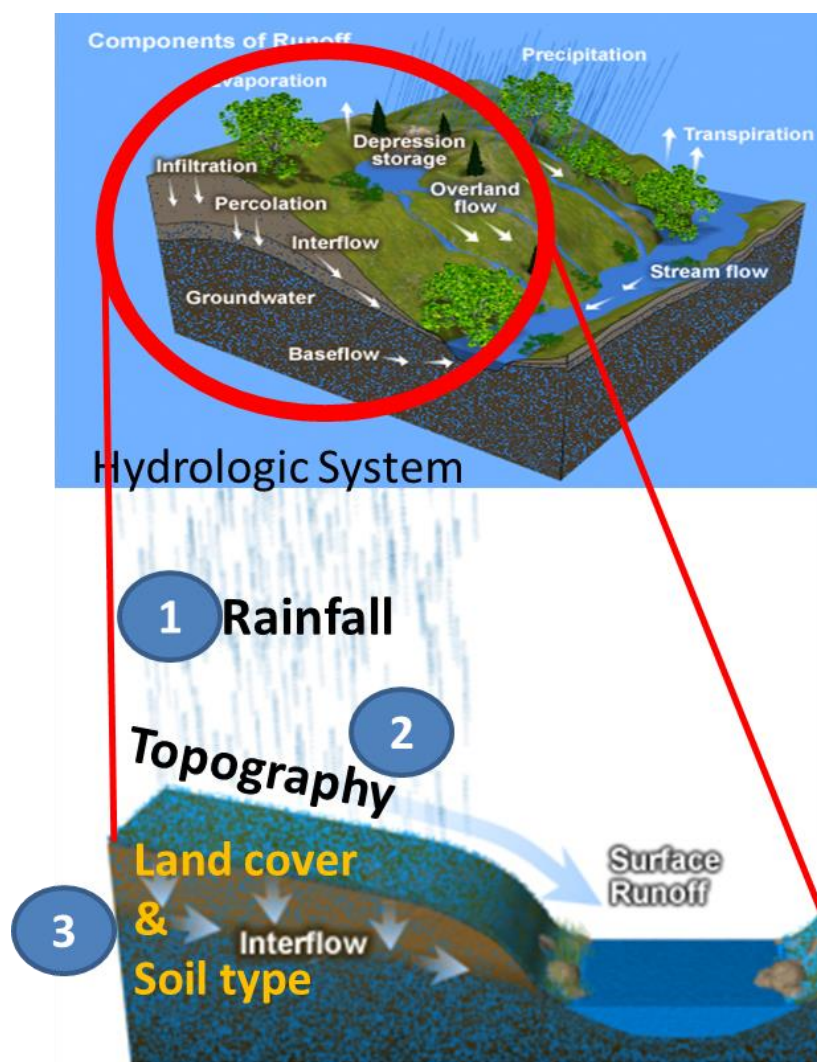 Components of Runoff
Precipitation
Evaporation
Transpiration
Depression
storage
Infiltration
Overland
flow
Percolation
Interflow
Stream flow
Groundwater
Baseflow
Hydrologic System
1 Rainfall
2
Topography
Surface
Runoff
Land cover
3 &
Interflow
Soil type